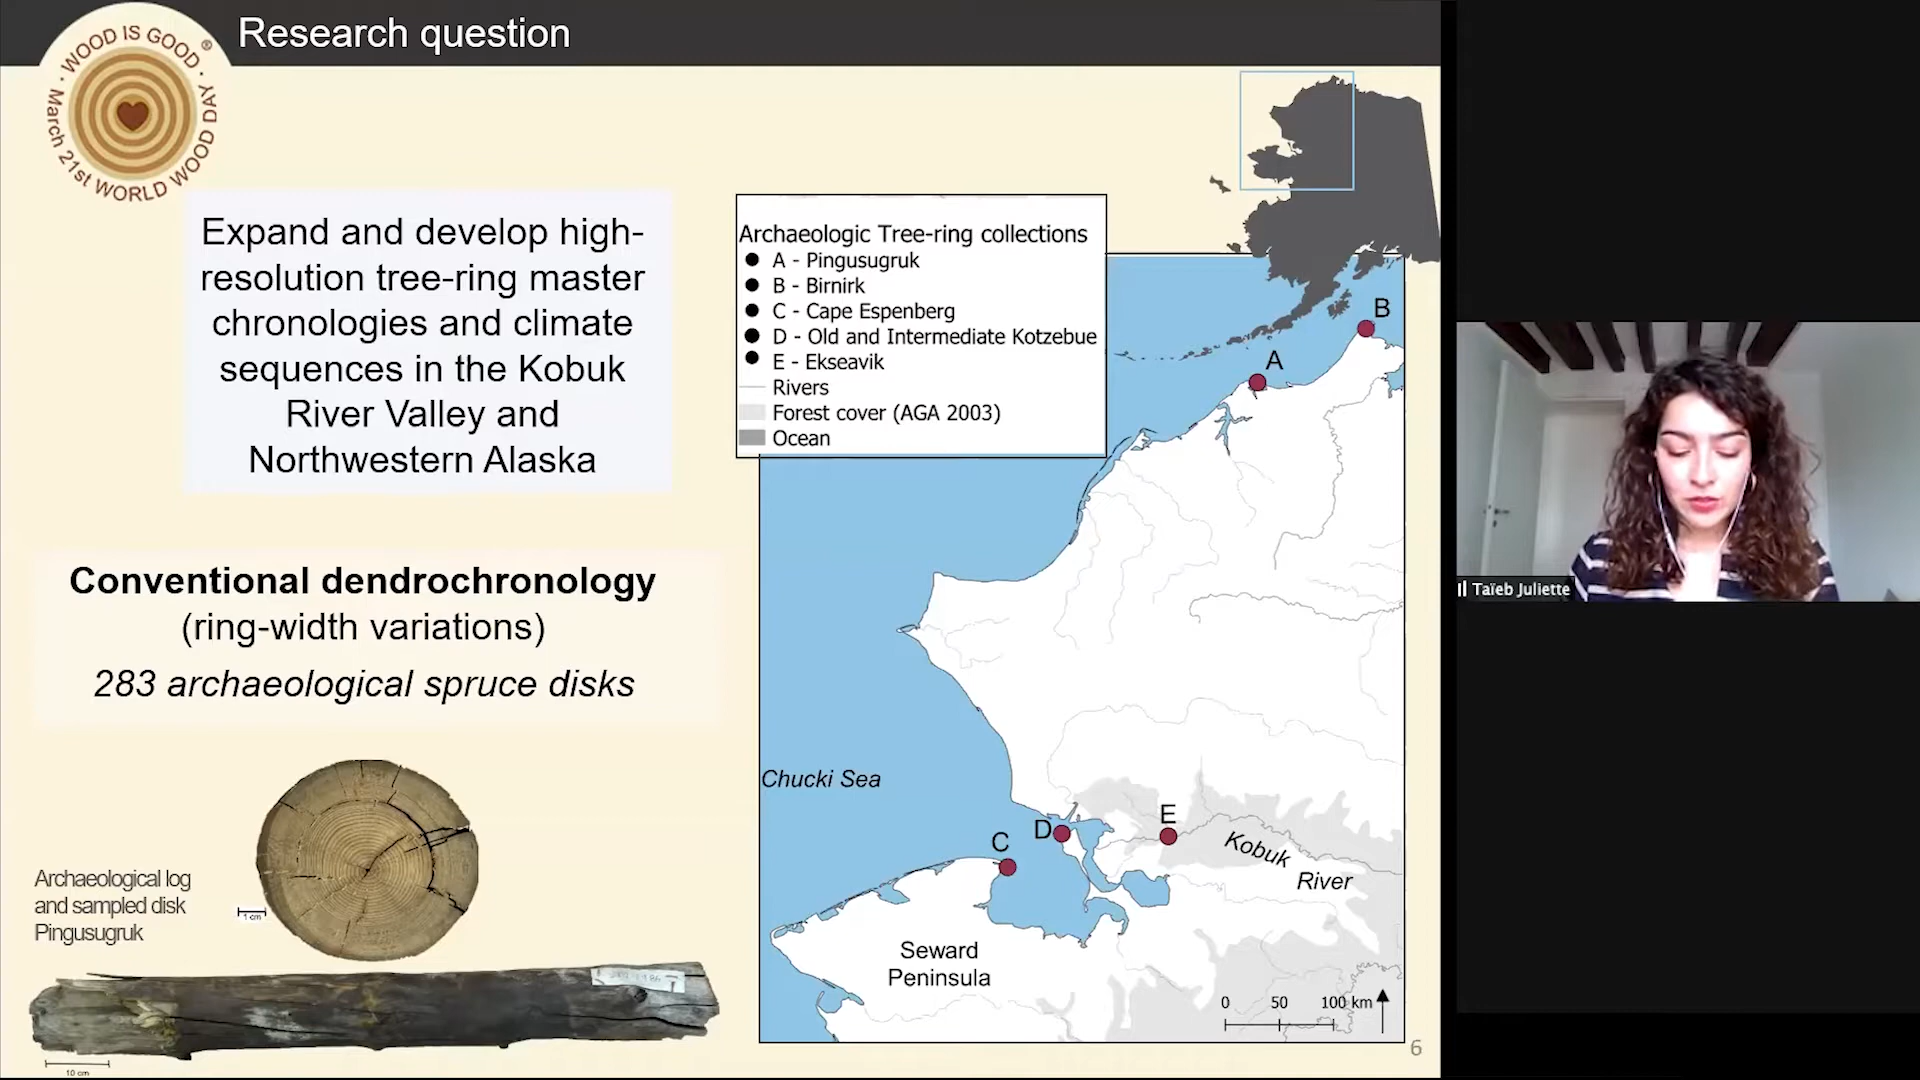 Research question
WOOD IS GOOD ®
March 21st WORLD WOOD DAY
Expand and develop high-
resolution tree-ring master
chronologies and climate
sequences in the Kobuk
River Valley and
Northwestern Alaska
Conventional dendrochronology
(ring-width variations)
283 archaeological spruce disks
Archaeological log
and sampled disk
Pingusugruk
1 cm
10 cm
Archaeologic Tree-ring collections
A - Pingusugruk
B - Birnirk
C - Cape Espenberg
D - Old and Intermediate Kotzebue
E - Ekseavik
Rivers
Forest cover (AGA 2003)
Ocean
B
A
Chucki Sea
C
D
E
Kobuk
River
Seward
Peninsula
0 50 100 km
6
Taïeb Juliette